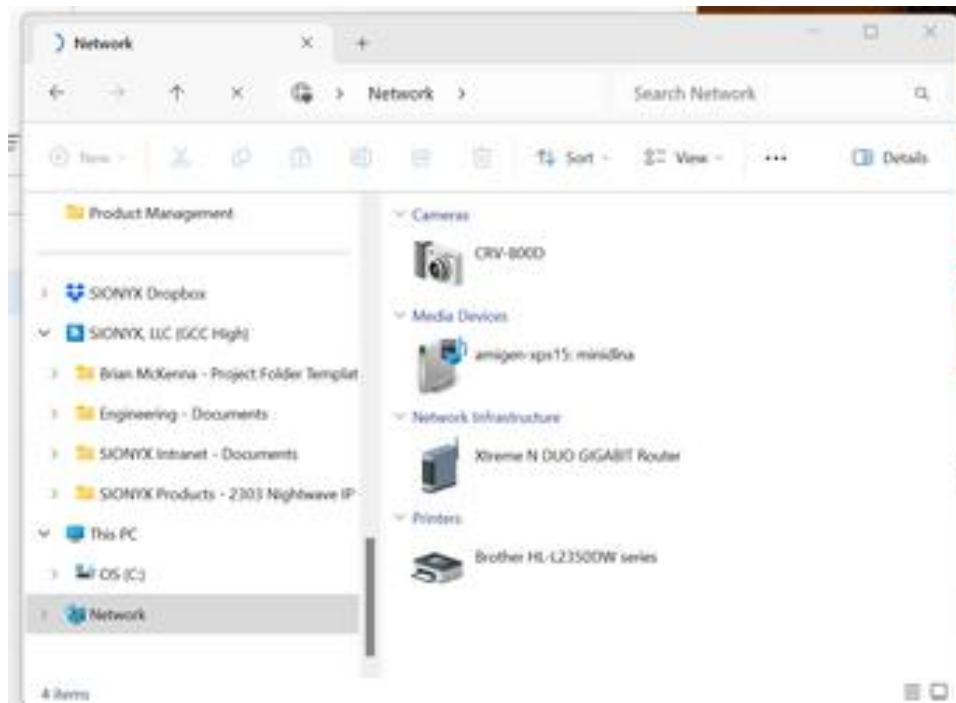 Network
Network >
Search Network
New
Sort
View
Details
Product Management
SIONYX Dropbox
SIONYX, LLC (GCC High)
Brian McKenna - Project Folder Templat
Engineering - Documents
SIONYX Intranet - Documents
SIONYX Products - 2303 Nightwave IP
This PC
OS (C:)
Network
Cameras
CRV-800D
Media Devices
amigen-xps15: minidlna
Network Infrastructure
Xtreme N DUO GIGABIT Router
Printers
Brother HL-L2350DW series
4 items